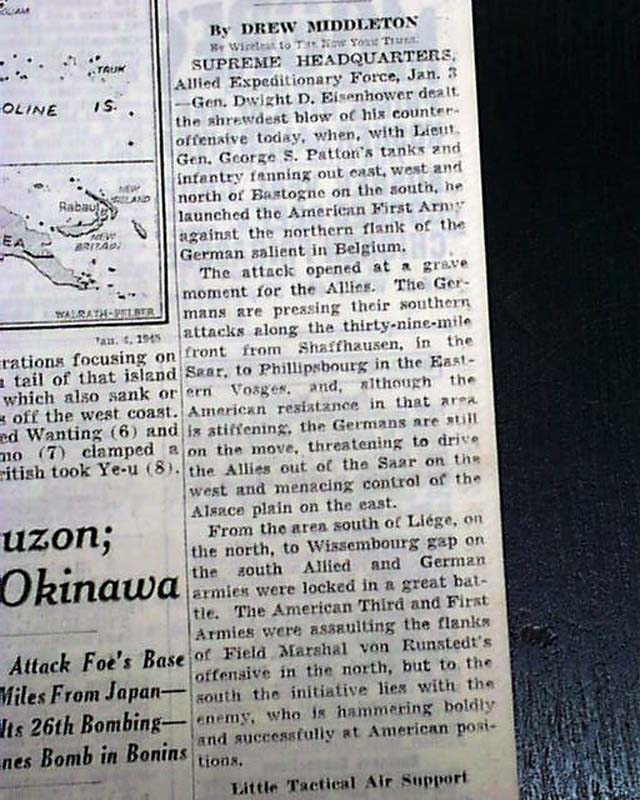 TRUK
OLINE IS.
NEW
IRELAND
Rabaul
NEW
BRITAIN
EA
WALRATH-PELBER
Jan. 4, 1945
rations focusing on
tail of that island
which also sank or
s off the west coast.
ed Wanting (6) and
mo (7) clamped a
ritish took Ye-u (8).
uzon;
Okinawa
Attack Foe's Base
Miles From Japan—
Its 26th Bombing—
nes Bomb in Bonins
By DREW MIDDLETON
By Wireless to THE NEW YORK TIMES.
SUPREME HEADQUARTERS,
Allied Expeditionary Force, Jan. 3
—Gen. Dwight D. Eisenhower dealt
the shrewdest blow of his counter-
offensive today, when, with Lieut.
Gen. George S. Patton's tanks and
infantry fanning out east, west and
north of Bastogne on the south, he
launched the American First Army
against the northern flank of the
German salient in Belgium.
The attack opened at a grave
moment for the Allies. The Ger-
mans are pressing their southern
attacks along the thirty-nine-mile
front from Shaffhausen, in the
Saar, to Phillipsbourg in the East-
ern Vosges, and, although the
American resistance in that area
is stiffening, the Germans are still
on the move, threatening to drive
the Allies out of the Saar on the
west and menacing control of the
Alsace plain on the east.
From the area south of Liége, on
the north, to Wissembourg gap on
the south Allied and German
armies were locked in a great bat-
tle. The American Third and First
Armies were assaulting the flanks
of Field Marshal von Runstedt's
offensive in the north, but to the
south the initiative lies with the
enemy, who is hammering boldly
and successfully at American posi-
tions.
Little Tactical Air Support